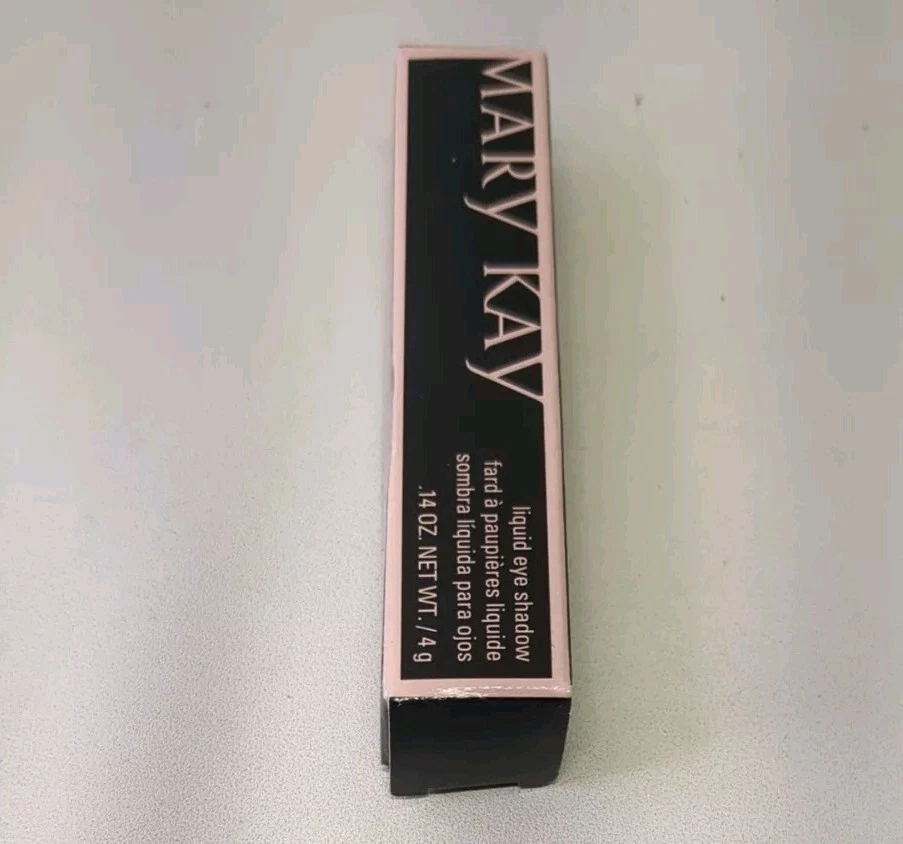 MARY KAY
liquid eye shadow
fard à paupières liquide
sombra líquida para ojos
.14 OZ. NET WT. / 4 g